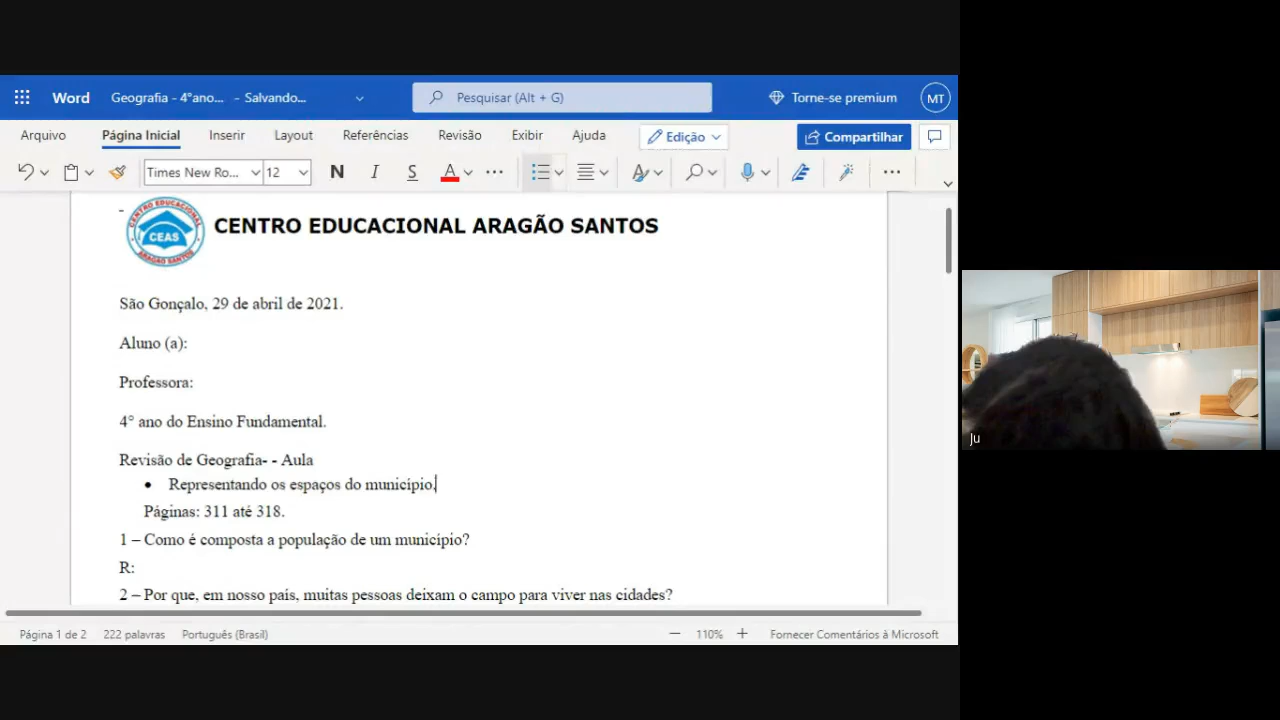 Word Geografia - 4°ano... - Salvando... Pesquisar (Alt + G) Torne-se premium MT
Arquivo Página Inicial Inserir Layout Referências Revisão Exibir Ajuda Edição Compartilhar
Times New Ro... 12 N I S A ...
CENTRO EDUCACIONAL
CEAS
ARAGÃO SANTOS
CENTRO EDUCACIONAL ARAGÃO SANTOS
São Gonçalo, 29 de abril de 2021.
Aluno (a):
Professora:
4° ano do Ensino Fundamental.
Revisão de Geografia- - Aula
• Representando os espaços do município.
Páginas: 311 até 318.
1 – Como é composta a população de um município?
R:
2 – Por que, em nosso país, muitas pessoas deixam o campo para viver nas cidades?
Página 1 de 2 222 palavras Português (Brasil) — 110% + Fornecer Comentários à Microsoft
Ju